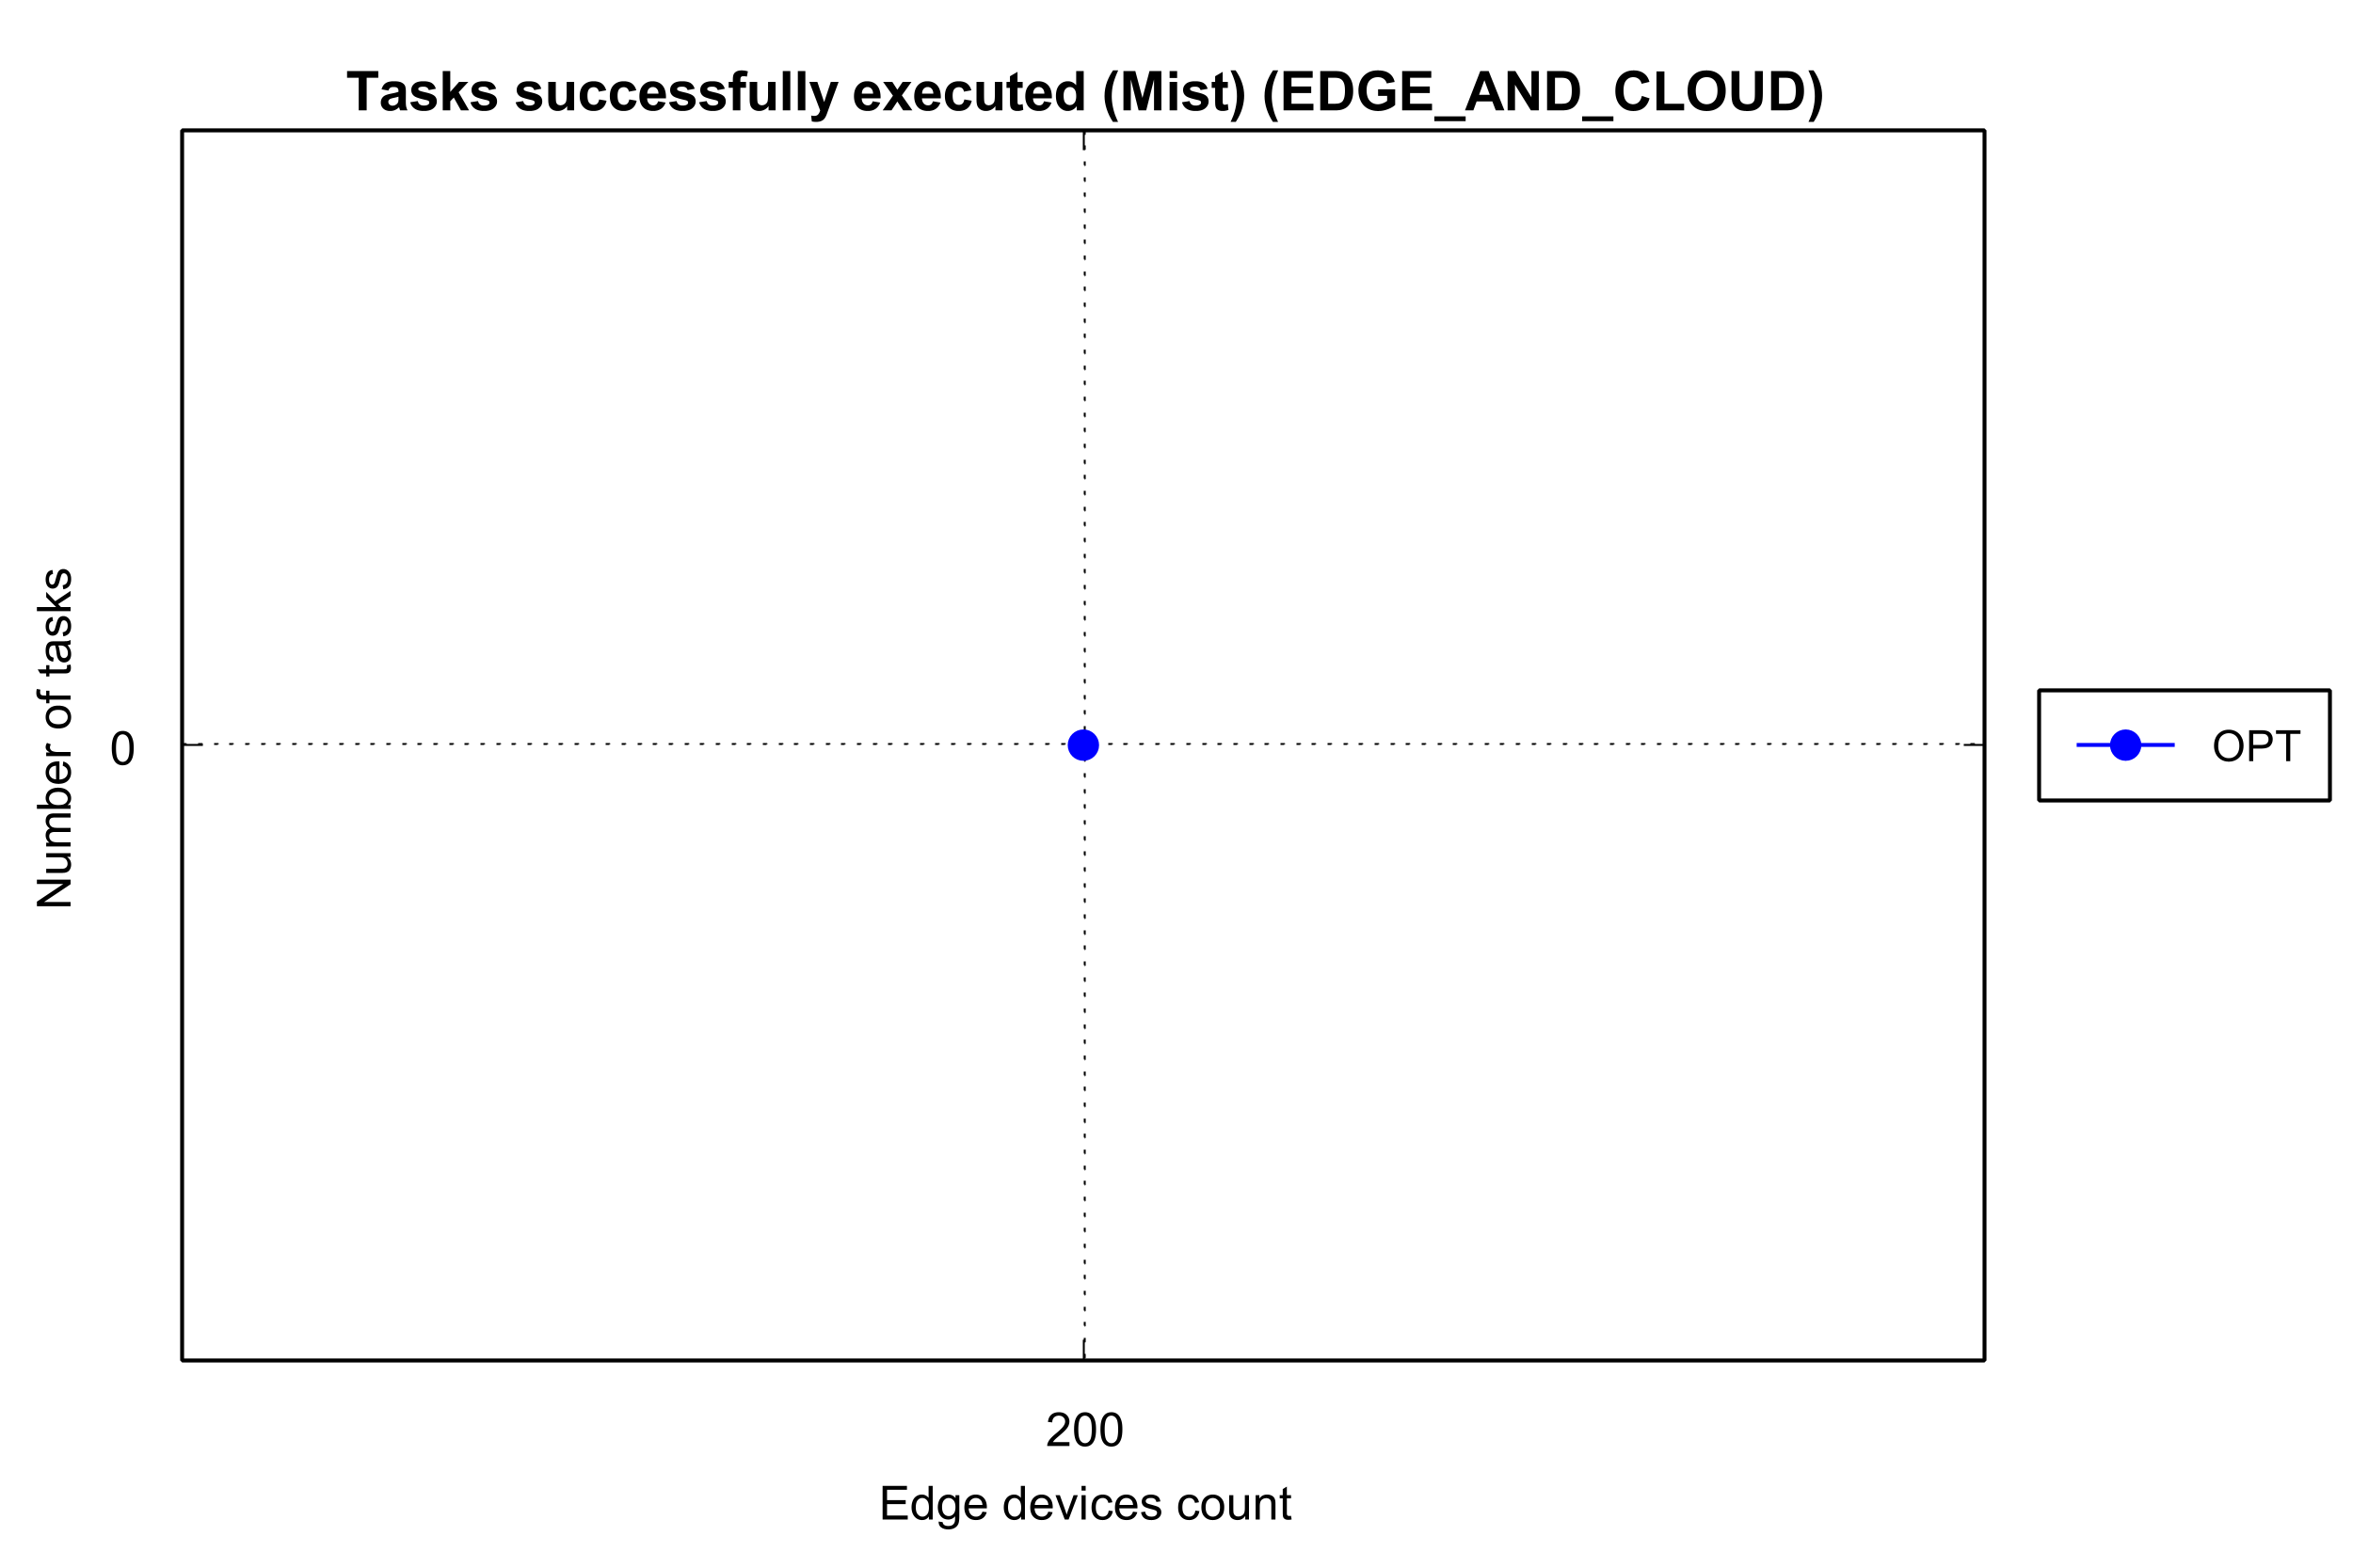 Tasks successfully executed (Mist) (EDGE_AND_CLOUD)
Number of tasks
0
OPT
200
Edge devices count